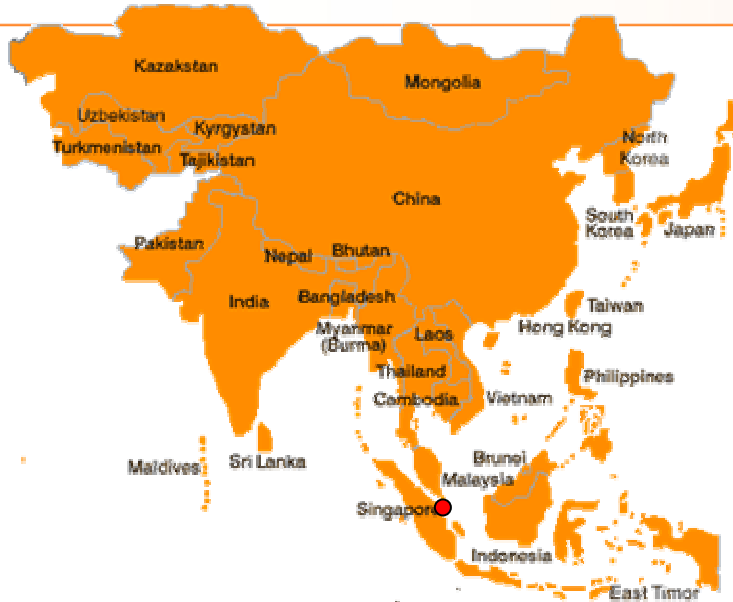 Kazakstan
Mongolia
Uzbekistan
Kyrgystan
North
Korea
Turkmenistan
Tajikistan
China
South
Korea
Japan
Pakistan
Nepal
Bhutan
India
Bangladesh
Taiwan
Myanmar
(Burma)
Laos
Hong Kong
Thailand
Philippines
Cambodia
Vietnam
Maldives
Sri Lanka
Brunei
Malaysia
Singapore
Indonesia
East Timor